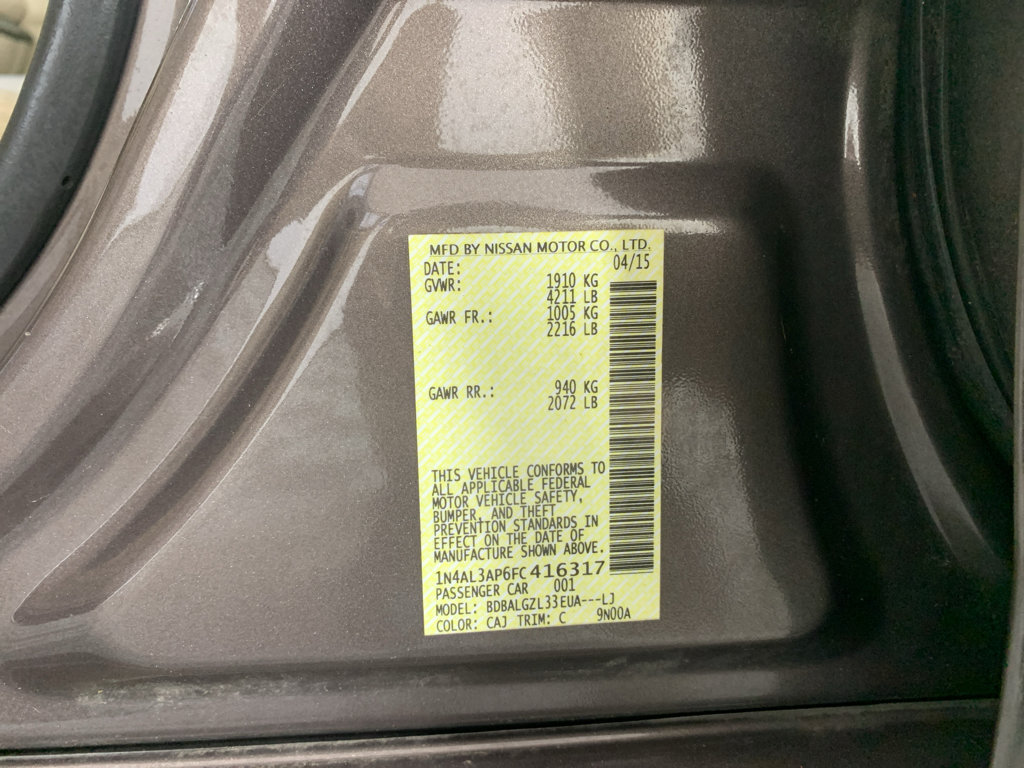 MFD BY NISSAN MOTOR CO., LTD.
DATE: 04/15
GVWR: 1910 KG
4211 LB
GAWR FR.: 1005 KG
2216 LB
GAWR RR.: 940 KG
2072 LB
THIS VEHICLE CONFORMS TO
ALL APPLICABLE FEDERAL
MOTOR VEHICLE SAFETY,
BUMPER, AND THEFT
PREVENTION STANDARDS IN
EFFECT ON THE DATE OF
MANUFACTURE SHOWN ABOVE.
1N4AL3AP6FC416317
PASSENGER CAR 001
MODEL: BDBALGZL33EUA---LJ
COLOR: CAJ TRIM: C 9N00A